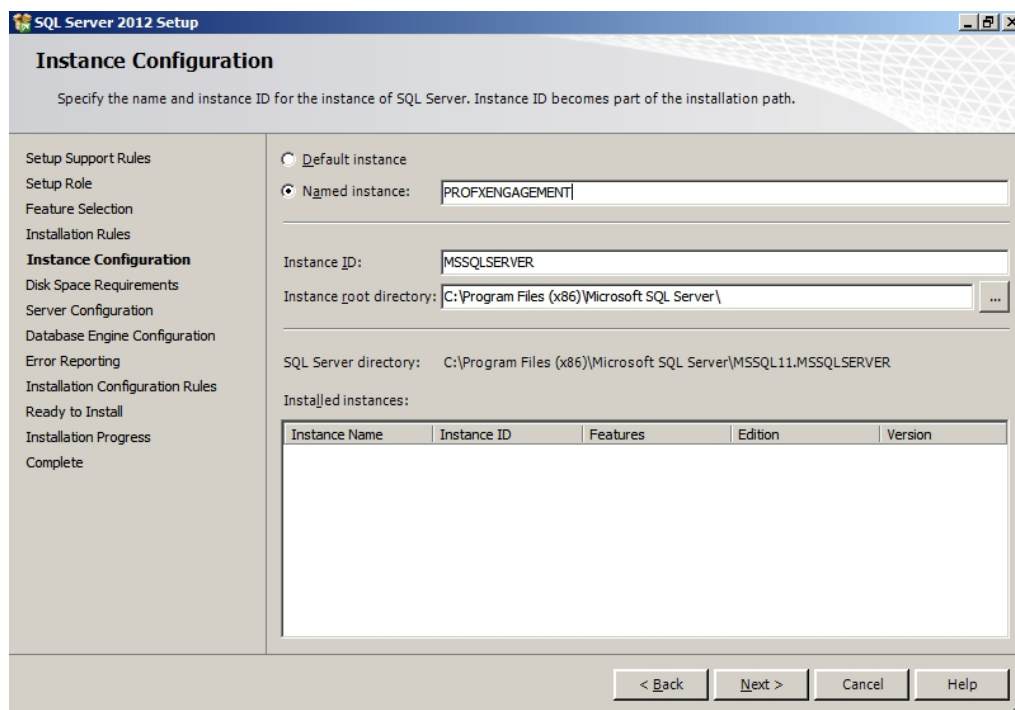 SQL Server 2012 Setup
Instance Configuration
Specify the name and instance ID for the instance of SQL Server. Instance ID becomes part of the installation path.
Setup Support Rules
Setup Role
Feature Selection
Installation Rules
Instance Configuration
Disk Space Requirements
Server Configuration
Database Engine Configuration
Error Reporting
Installation Configuration Rules
Ready to Install
Installation Progress
Complete
Default instance
Named instance: PROFXENGAGEMENT
Instance ID: MSSQLSERVER
Instance root directory: C:\Program Files (x86)\Microsoft SQL Server\ ...
SQL Server directory: C:\Program Files (x86)\Microsoft SQL Server\MSSQL11.MSSQLSERVER
Installed instances:
Instance Name Instance ID Features Edition Version
< Back Next > Cancel Help